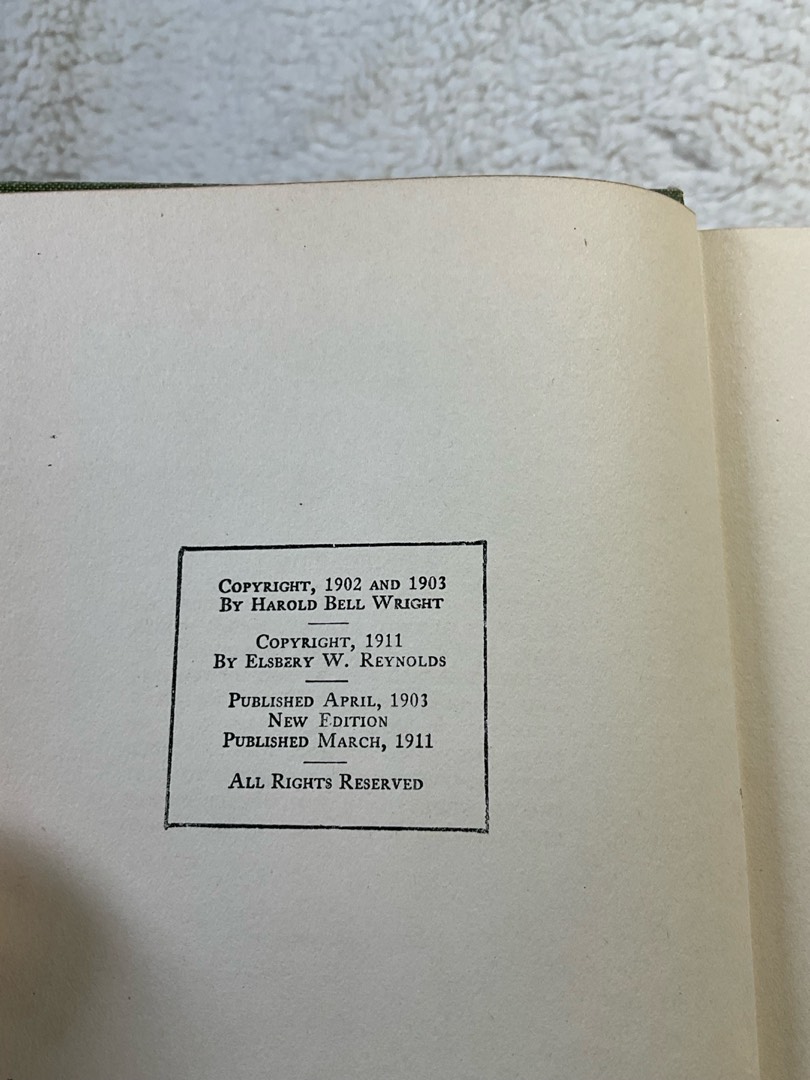 Copyright, 1902 and 1903
By Harold Bell Wright
Copyright, 1911
By Elsbery W. Reynolds
Published April, 1903
New Edition
Published March, 1911
All Rights Reserved